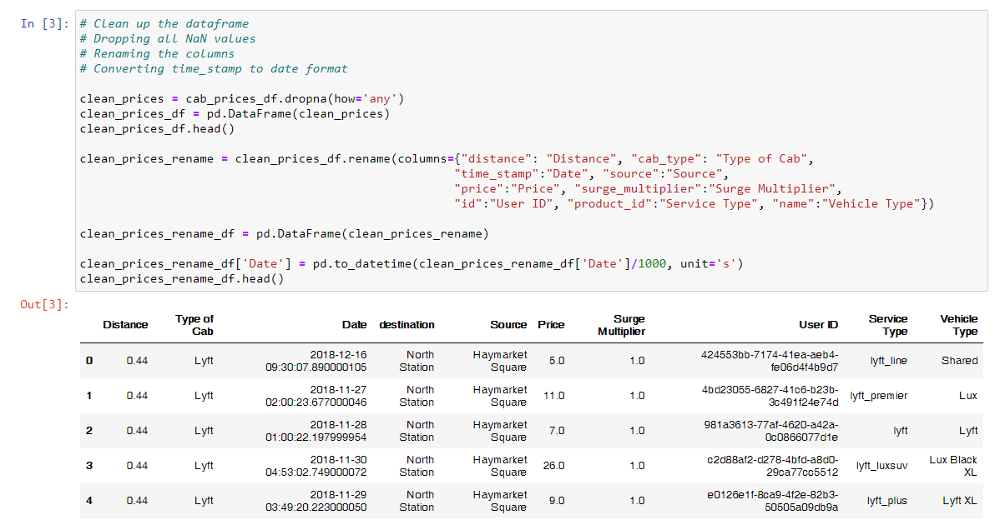 In [3]:
# Clean up the dataframe
# Dropping all NaN values
# Renaming the columns
# Converting time_stamp to date format
clean_prices = cab_prices_df.dropna(how='any')
clean_prices_df = pd.DataFrame(clean_prices)
clean_prices_df.head()
clean_prices_rename = clean_prices_df.rename(columns={"distance": "Distance", "cab_type": "Type of Cab",
"time_stamp":"Date", "source":"Source",
"price":"Price", "surge_multiplier":"Surge Multiplier",
"id":"User ID", "product_id":"Service Type", "name":"Vehicle Type"})
clean_prices_rename_df = pd.DataFrame(clean_prices_rename)
clean_prices_rename_df['Date'] = pd.to_datetime(clean_prices_rename_df['Date']/1000, unit='s')
clean_prices_rename_df.head()
Out[3]:
Distance Type of Cab Date destination Source Price Surge Multiplier User ID Service Type Vehicle Type
0 0.44 Lyft 2018-12-16 09:30:07.890000105 North Station Haymarket Square 5.0 1.0 424553bb-7174-41ea-aeb4-fe06d4f4b9d7 lyft_line Shared
1 0.44 Lyft 2018-11-27 02:00:23.677000046 North Station Haymarket Square 11.0 1.0 4bd23055-6827-41c6-b23b-3c491f24e74d lyft_premier Lux
2 0.44 Lyft 2018-11-28 01:00:22.197999954 North Station Haymarket Square 7.0 1.0 981a3613-77af-4620-a42a-0c0866077d1e lyft Lyft
3 0.44 Lyft 2018-11-30 04:53:02.749000072 North Station Haymarket Square 26.0 1.0 c2d88af2-d278-4bfd-a8d0-29ca77cc5512 lyft_luxsuv Lux Black XL
4 0.44 Lyft 2018-11-29 03:49:20.223000050 North Station Haymarket Square 9.0 1.0 e0126e1f-8ca9-4f2e-82b3-50505a09db9a lyft_plus Lyft XL